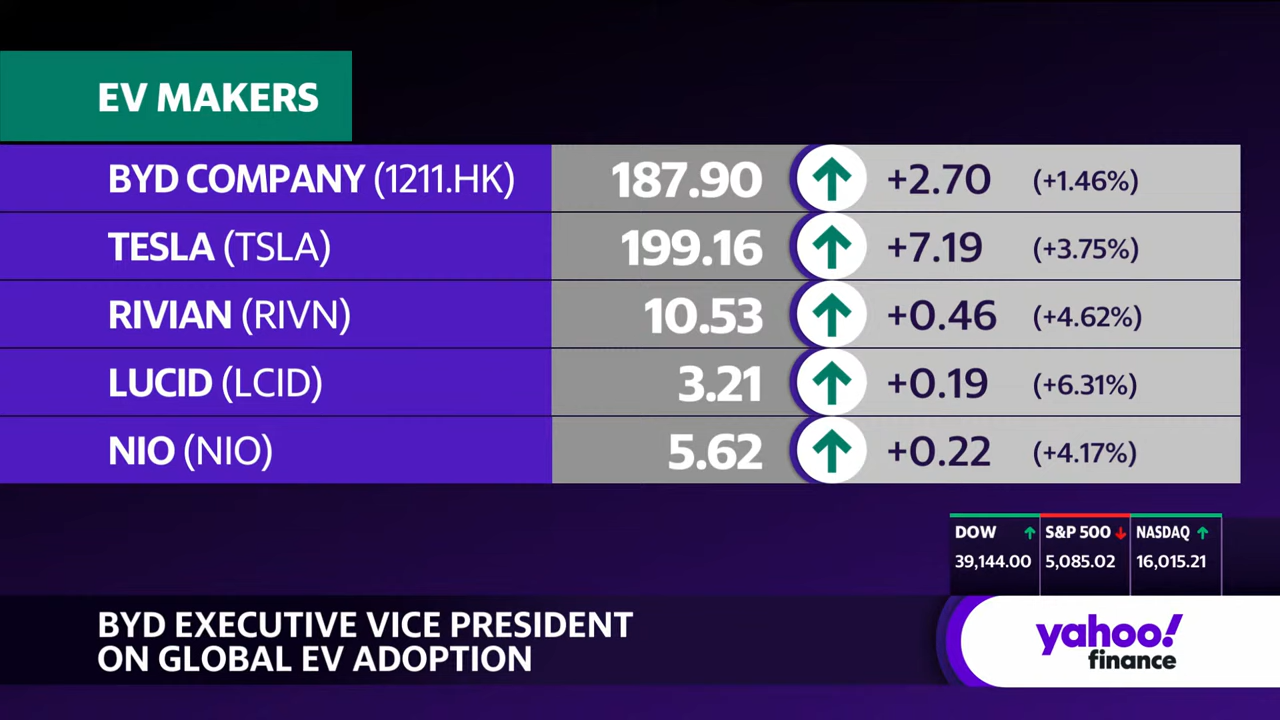 EV MAKERS
BYD COMPANY (1211.HK) 187.90 +2.70 (+1.46%)
TESLA (TSLA) 199.16 +7.19 (+3.75%)
RIVIAN (RIVN) 10.53 +0.46 (+4.62%)
LUCID (LCID) 3.21 +0.19 (+6.31%)
NIO (NIO) 5.62 +0.22 (+4.17%)
DOW S&P 500 NASDAQ
39,144.00 5,085.02 16,015.21
BYD EXECUTIVE VICE PRESIDENT
ON GLOBAL EV ADOPTION
yahoo!
finance